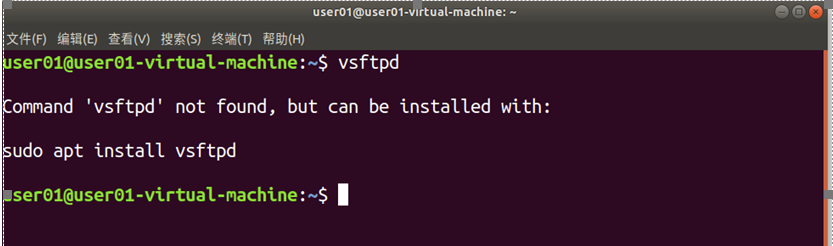 user01@user01-virtual-machine: ~
文件(F) 编辑(E) 查看(V) 搜索(S) 终端(T) 帮助(H)
user01@user01-virtual-machine:~$ vsftpd
Command 'vsftpd' not found, but can be installed with:
sudo apt install vsftpd
user01@user01-virtual-machine:~$